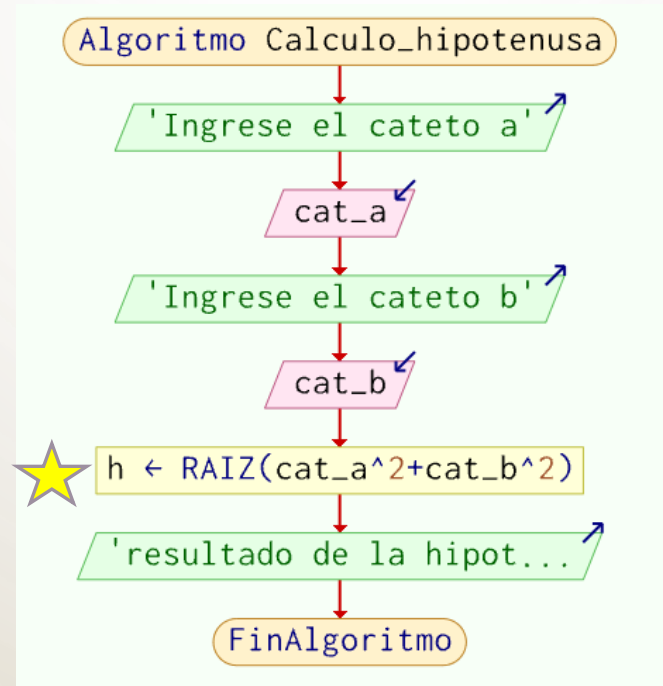 Algoritmo Calculo_hipotenusa
'Ingrese el cateto a'
cat_a
'Ingrese el cateto b'
cat_b
h ← RAIZ(cat_a^2+cat_b^2)
'resultado de la hipot...
FinAlgoritmo